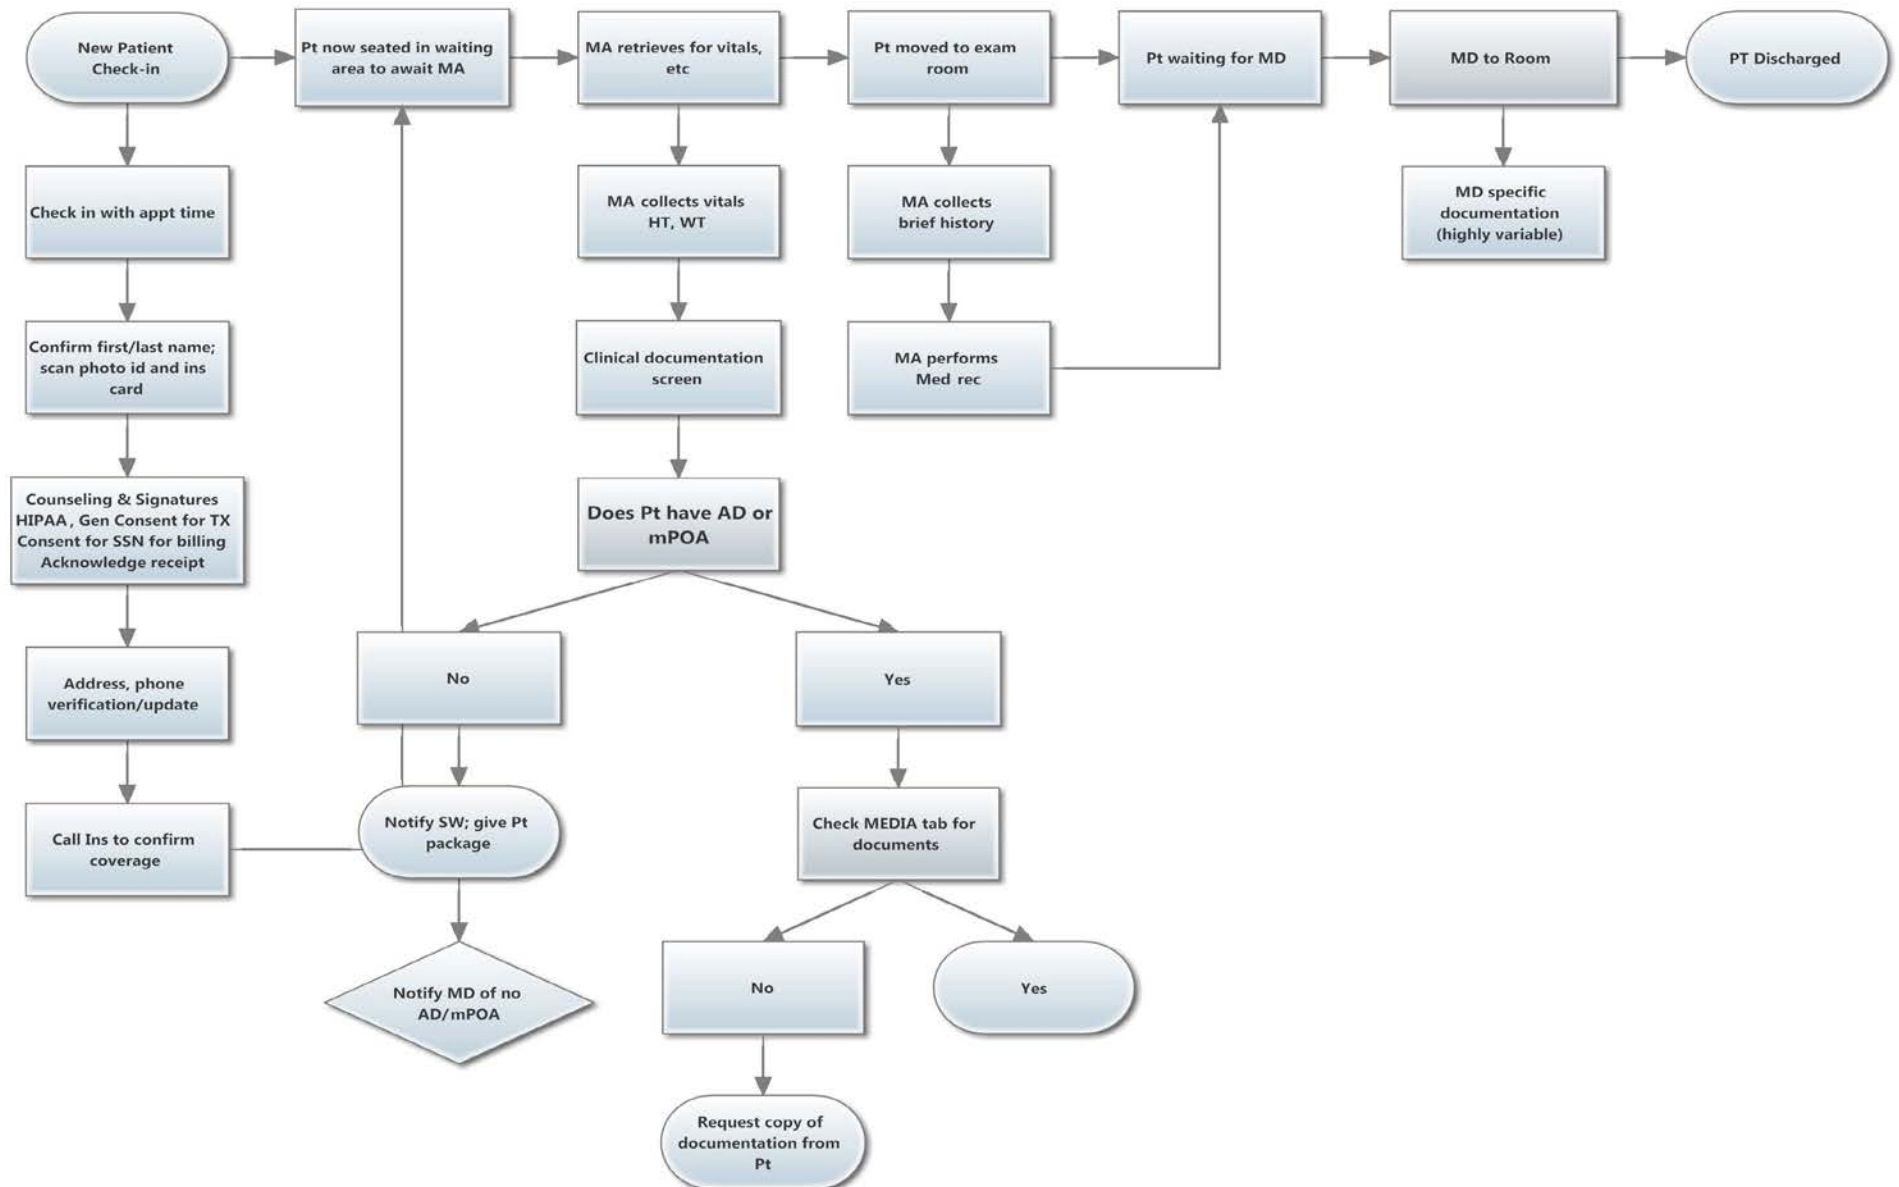 New Patient
Check-in
Pt now seated in waiting
area to await MA
MA retrieves for vitals,
etc
Pt moved to exam
room
Pt waiting for MD
MD to Room
PT Discharged
Check in with appt time
MA collects vitals
HT, WT
MA collects
brief history
MD specific
documentation
(highly variable)
Confirm first/last name;
scan photo id and ins
card
Clinical documentation
screen
MA performs
Med rec
Counseling & Signatures
HIPAA, Gen Consent for TX
Consent for SSN for billing
Acknowledge receipt
Does Pt have AD or
mPOA
Address, phone
verification/update
No
Yes
Call Ins to confirm
coverage
Notify SW; give Pt
package
Check MEDIA tab for
documents
Notify MD of no
AD/mPOA
No
Yes
Request copy of
documentation from
Pt